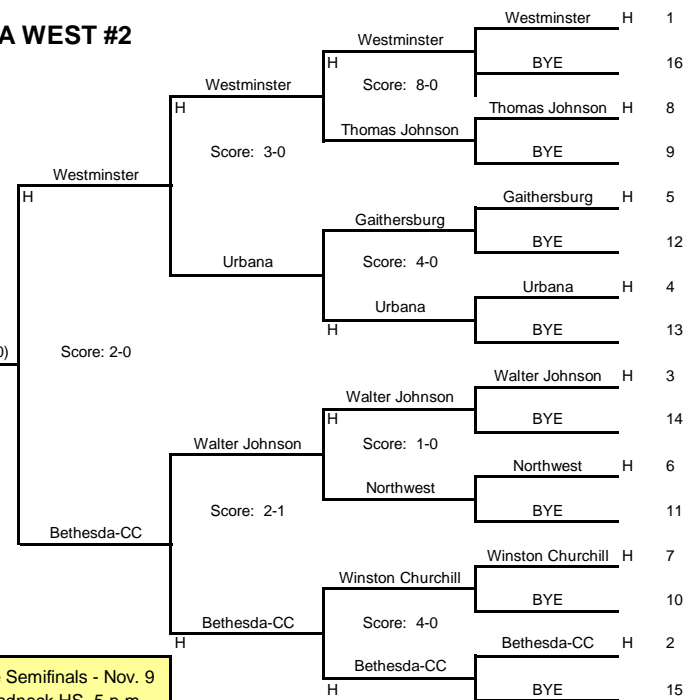 A WEST #2
Westminster H 1
Westminster
H BYE 16
Westminster Score: 8-0
H Thomas Johnson H 8
Thomas Johnson
Score: 3-0 BYE 9
Westminster
H Gaithersburg H 5
Gaithersburg
BYE 12
Urbana Score: 4-0
Urbana H 4
Urbana
H BYE 13
0) Score: 2-0
Walter Johnson H 3
Walter Johnson
H BYE 14
Walter Johnson Score: 1-0
Northwest H 6
Northwest
Score: 2-1 BYE 11
Bethesda-CC
Winston Churchill H 7
Winston Churchill
BYE 10
Bethesda-CC Score: 4-0
H Bethesda-CC H 2
Bethesda-CC
H BYE 15
Semifinals - Nov. 9
HS, 5 p.m.